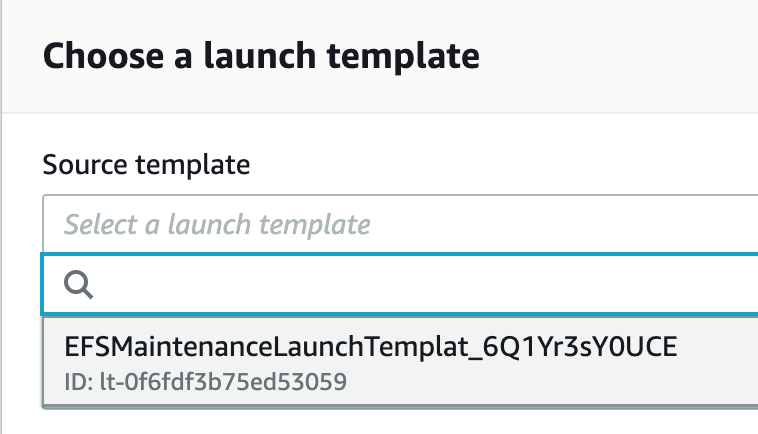 Choose a launch template
Source template
Select a launch template
EFSMaintenanceLaunchTemplat_6Q1Yr3sY0UCE
ID: lt-0f6fdf3b75ed53059